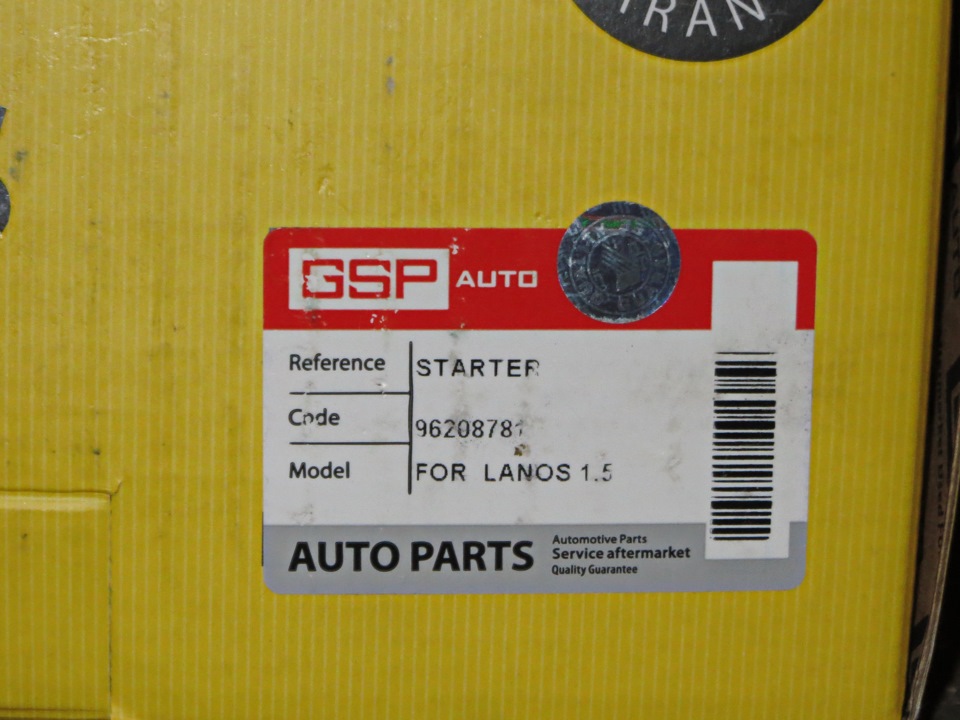 GSP AUTO
Reference STARTER
Code 96208781
Model FOR LANOS 1.5
AUTO PARTS
Automotive Parts
Service aftermarket
Quality Guarantee